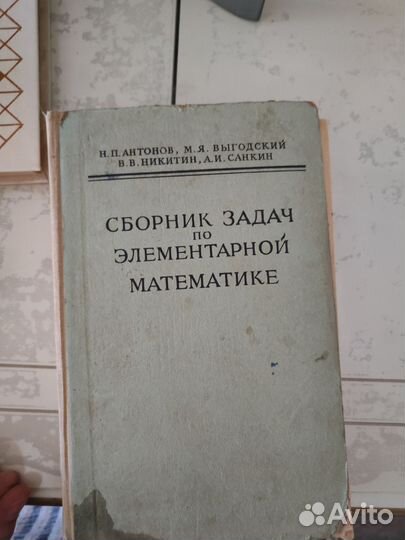 Н.П.АНТОНОВ, М.Я. ВЫГОДСКИЙ
В.В.НИКИТИН, А.И.САНКИН
СБОРНИК ЗАДАЧ
ПО
ЭЛЕМЕНТАРНОЙ
МАТЕМАТИКЕ
Avito